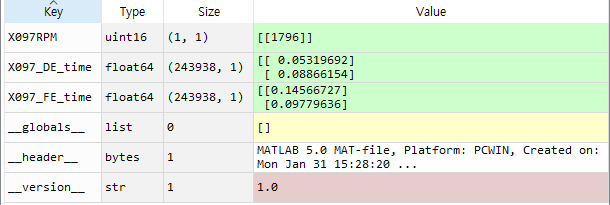 Key Type Size Value
X097RPM uint16 (1, 1) [[1796]]
X097_DE_time float64 (243938, 1) [[ 0.05319692]
[ 0.08866154]
X097_FE_time float64 (243938, 1) [[0.14566727]
[0.09779636]
__globals__ list 0 []
__header__ bytes 1 MATLAB 5.0 MAT-file, Platform: PCWIN, Created on:
Mon Jan 31 15:28:20 ...
__version__ str 1 1.0